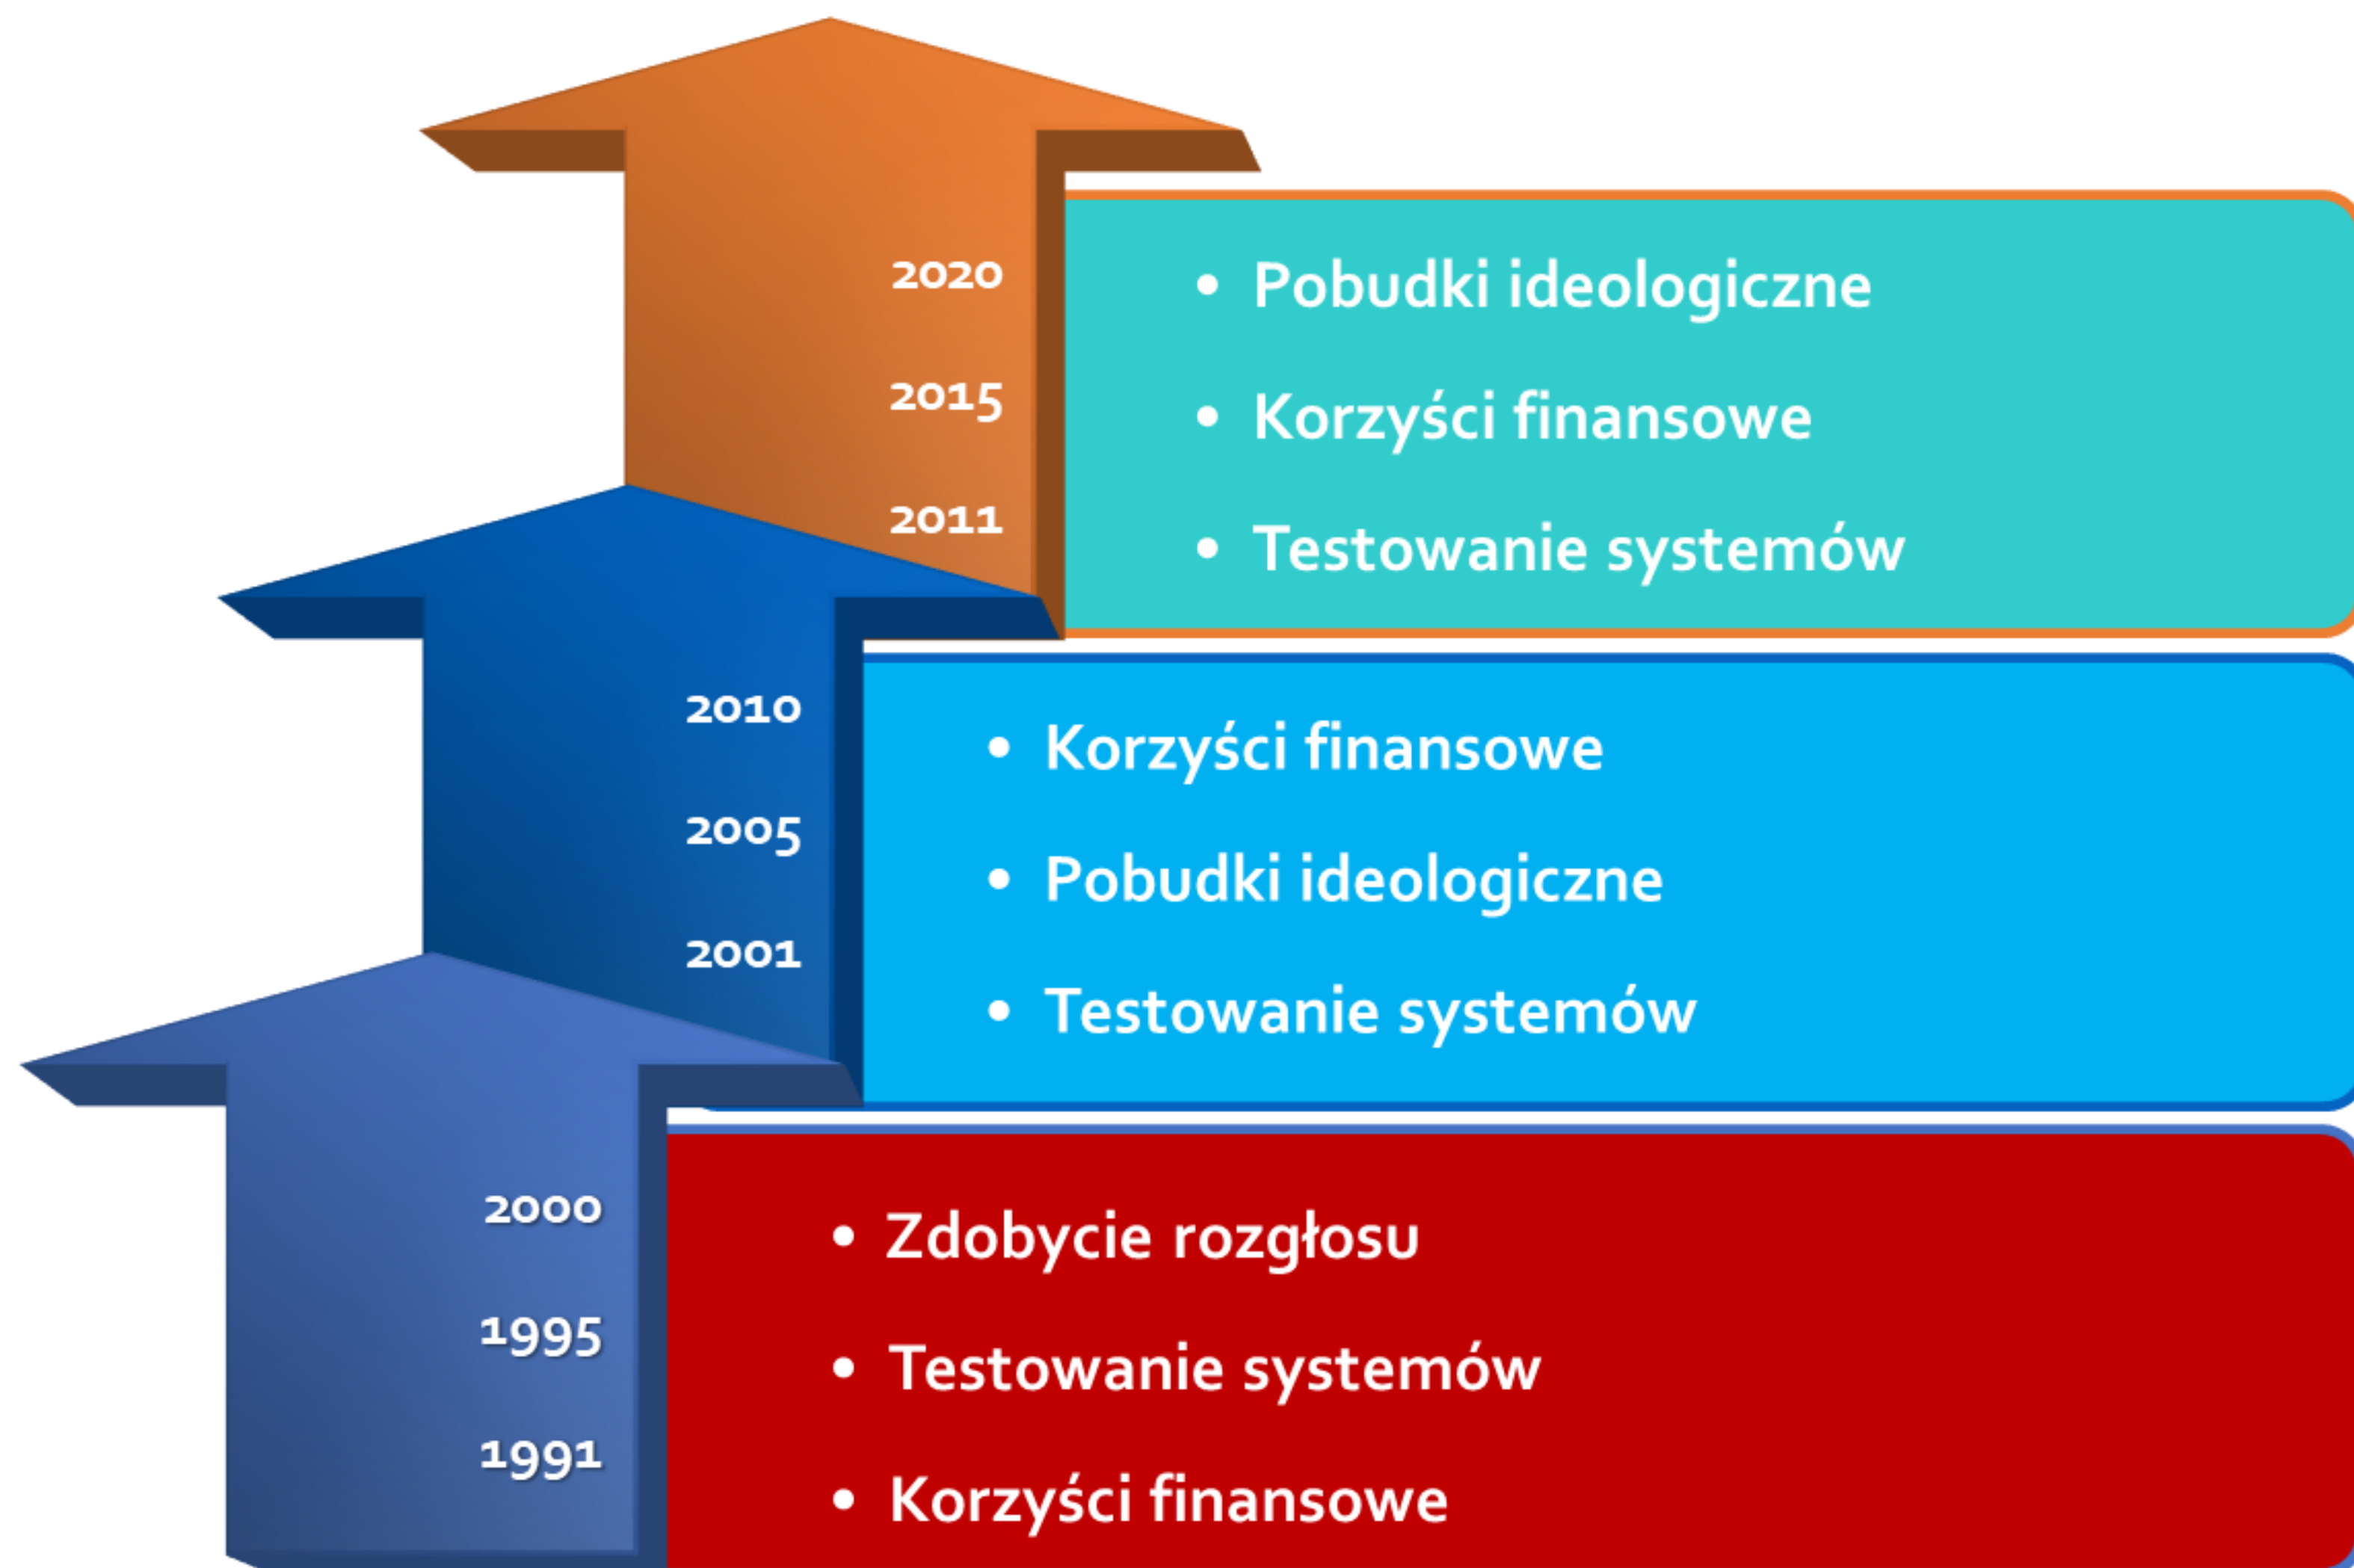 2020
2015
2011
• Pobudki ideologiczne
• Korzyści finansowe
• Testowanie systemów
2010
2005
2001
• Korzyści finansowe
• Pobudki ideologiczne
• Testowanie systemów
2000
1995
1991
• Zdobycie rozgłosu
• Testowanie systemów
• Korzyści finansowe